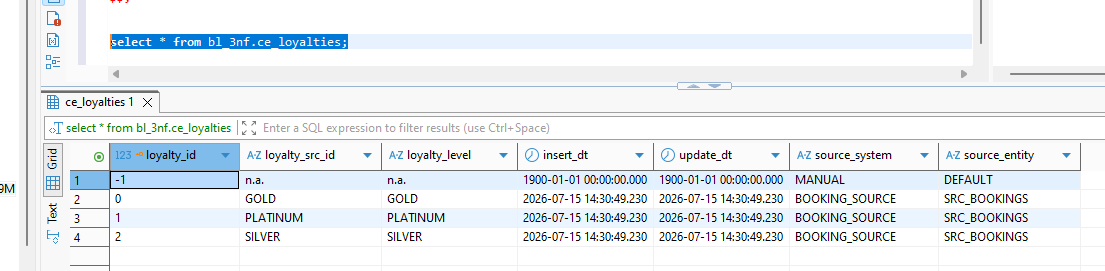 select * from bl_3nf.ce_loyalties;
ce_loyalties 1
select * from bl_3nf.ce_loyalties Enter a SQL expression to filter results (use Ctrl+Space)
Grid
Text
9M
123 loyalty_id A-Z loyalty_src_id A-Z loyalty_level insert_dt update_dt A-Z source_system A-Z source_entity
1 -1 n.a. n.a. 1900-01-01 00:00:00.000 1900-01-01 00:00:00.000 MANUAL DEFAULT
2 0 GOLD GOLD 2026-07-15 14:30:49.230 2026-07-15 14:30:49.230 BOOKING_SOURCE SRC_BOOKINGS
3 1 PLATINUM PLATINUM 2026-07-15 14:30:49.230 2026-07-15 14:30:49.230 BOOKING_SOURCE SRC_BOOKINGS
4 2 SILVER SILVER 2026-07-15 14:30:49.230 2026-07-15 14:30:49.230 BOOKING_SOURCE SRC_BOOKINGS